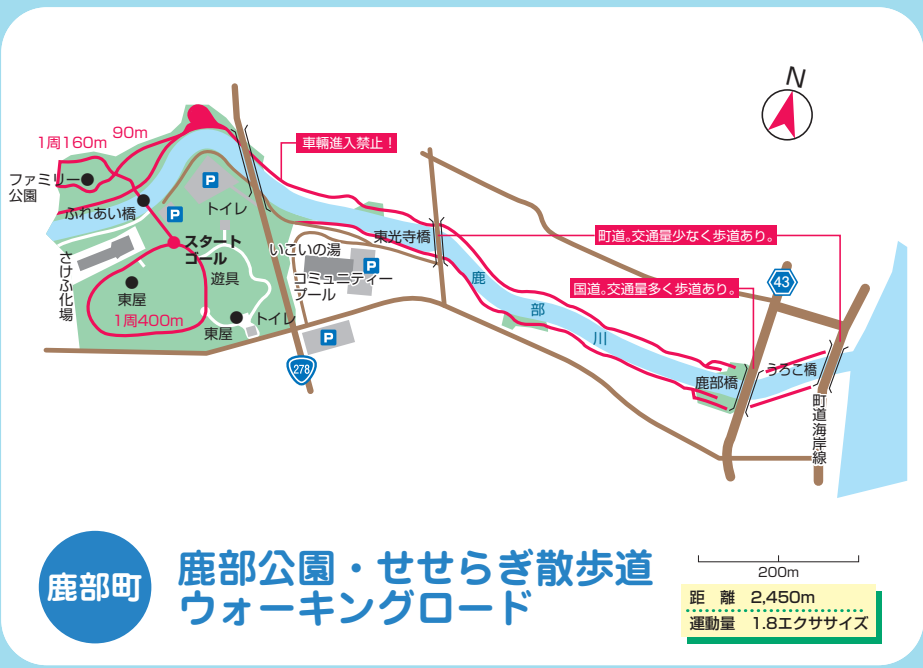 N
1周160m
90m
車輛進入禁止！
ファミリー
公園
P
ふれあい橋
P
トイレ
スタート
ゴール
いこいの湯
東光寺橋
町道。交通量少なく歩道あり。
さけふ化場
遊具
コミュニティー
プール
P
鹿部川
国道。交通量多く歩道あり。
43
東屋
1周400m
東屋
トイレ
P
278
鹿部橋
うろこ橋
町道海岸線
鹿部町
鹿部公園・せせらぎ散歩道
ウォーキングロード
200m
距　離　2,450m
運動量　1.8エクササイズ